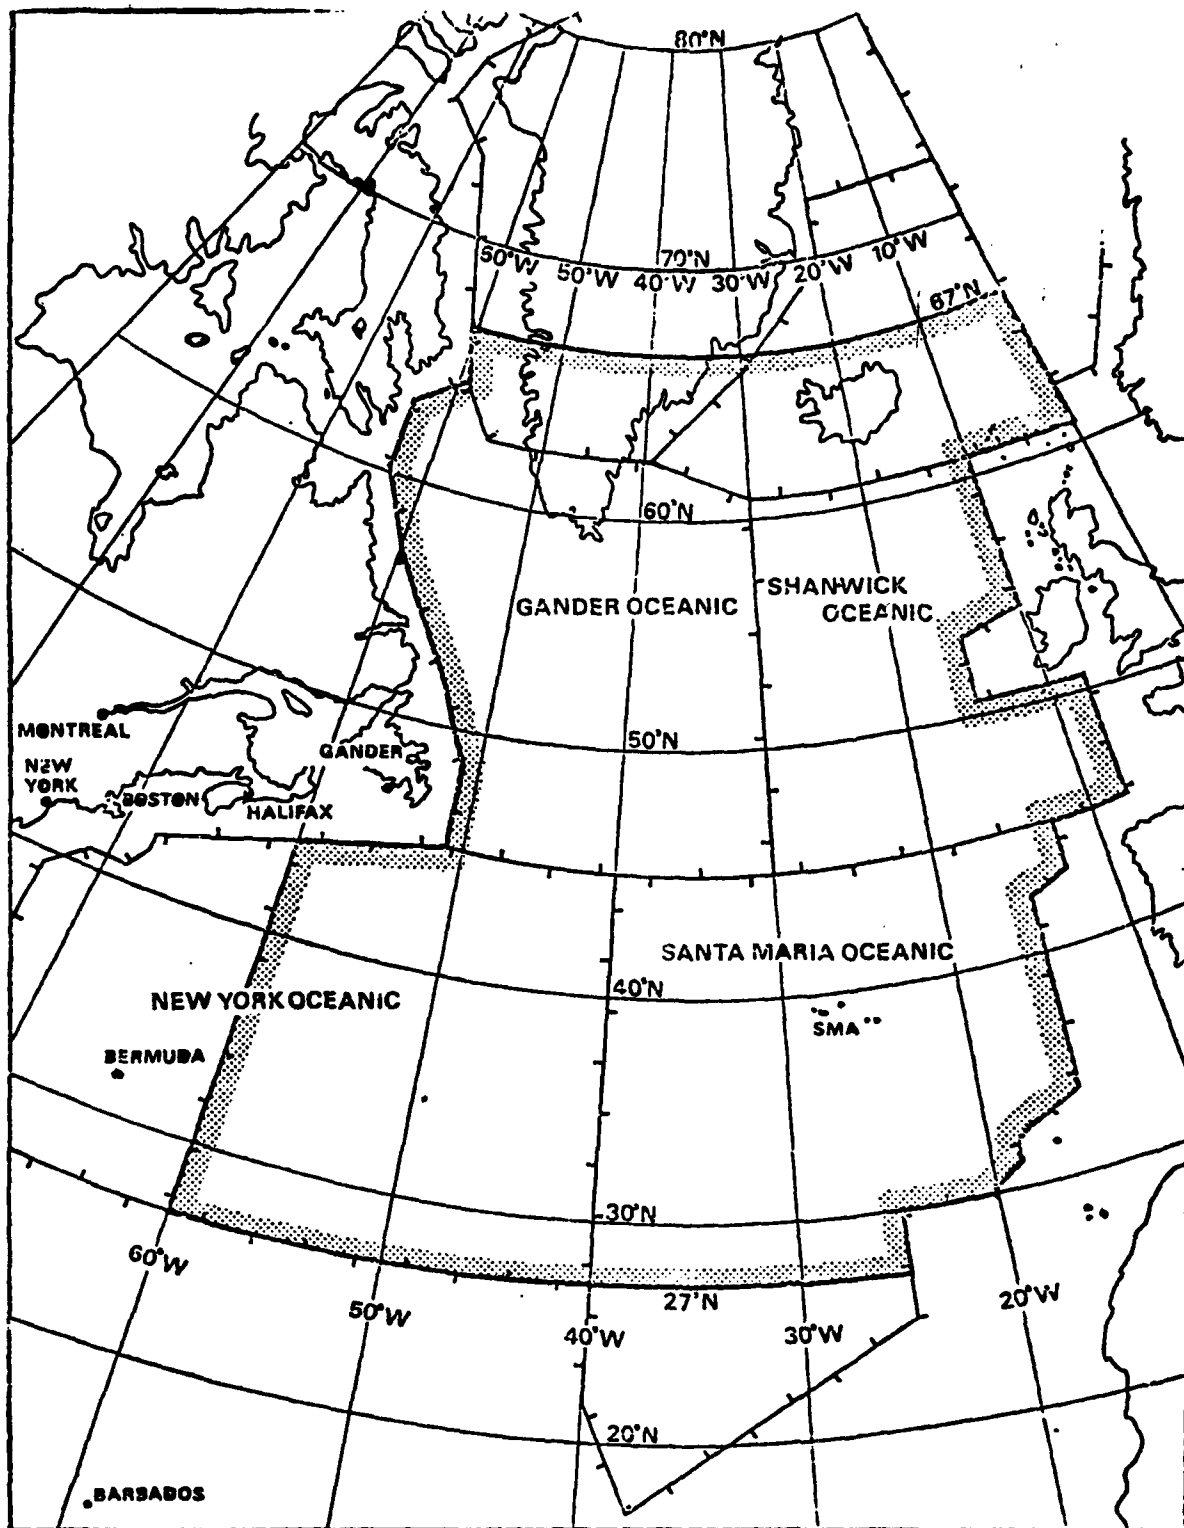 80°N
70°N
60°W 50°W 40°W 30°W 20°W 10°W
67°N
60°N
GANDER OCEANIC
SHANWICK
OCEANIC
50°N
MONTREAL
GANDER
NEW
YORK
BOSTON
HALIFAX
SANTA MARIA OCEANIC
40°N
NEW YORK OCEANIC
SMA
BERMUDA
30°N
60°W
27°N
20°W
50°W
40°W
30°W
20°N
BARBADOS